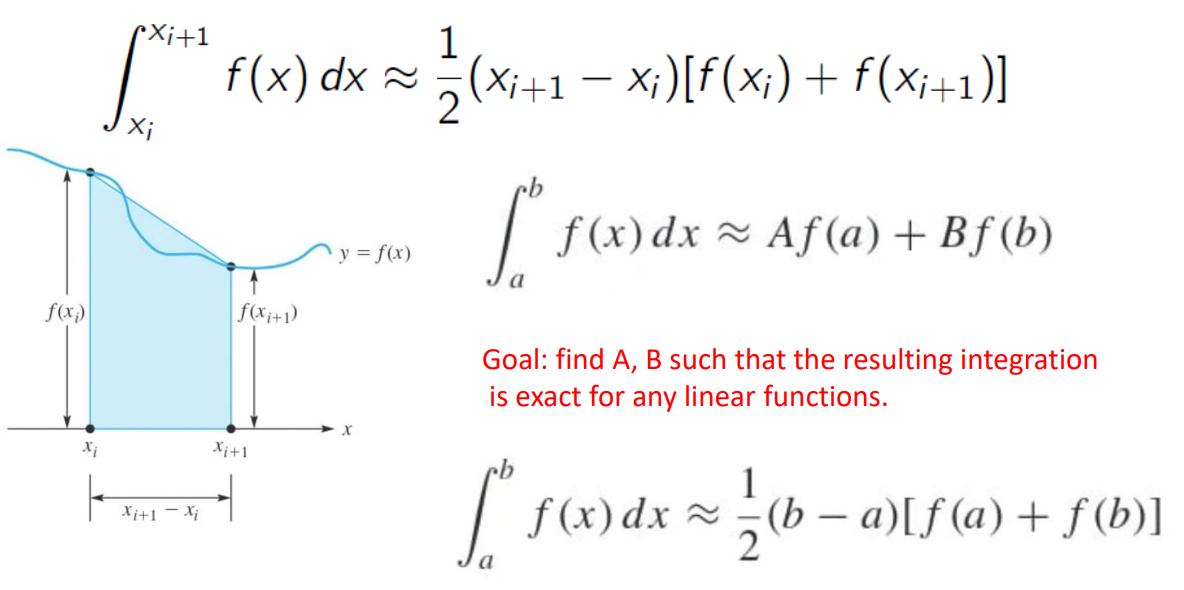 ∫_{x_i}^{x_{i+1}} f(x) dx ≈ \frac{1}{2}(x_{i+1} − x_i)[f(x_i) + f(x_{i+1})]
y = f(x)
f(x_i)
f(x_{i+1})
x
x_i
x_{i+1}
x_{i+1} − x_i
∫_a^b f(x) dx ≈ Af(a) + Bf(b)
Goal: find A, B such that the resulting integration
is exact for any linear functions.
∫_a^b f(x) dx ≈ \frac{1}{2}(b − a)[f(a) + f(b)]